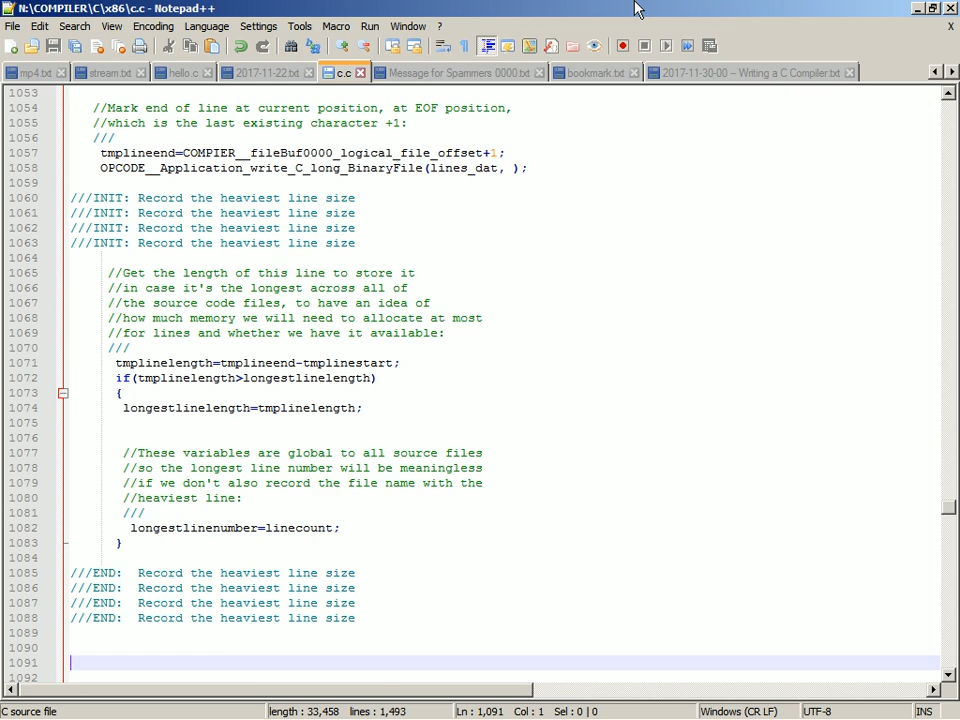 N:\COMPILER\C\x86\c.c - Notepad++
File Edit Search View Encoding Language Settings Tools Macro Run Window ? X
mp4.txt stream.txt hello.c 2017-11-22.txt c.c Message for Spammers 0000.txt bookmark.txt 2017-11-30-00 – Writing a C Compiler.txt
1053
1054 //Mark end of line at current position, at EOF position,
1055 //which is the last existing character +1:
1056 ///
1057 tmplineend=COMPIER__fileBuf0000_logical_file_offset+1;
1058 OPCODE__Application_write_C_long_BinaryFile(lines_dat, );
1059
1060 ///INIT: Record the heaviest line size
1061 ///INIT: Record the heaviest line size
1062 ///INIT: Record the heaviest line size
1063 ///INIT: Record the heaviest line size
1064
1065 //Get the length of this line to store it
1066 //in case it's the longest across all of
1067 //the source code files, to have an idea of
1068 //how much memory we will need to allocate at most
1069 //for lines and whether we have it available:
1070 ///
1071 tmplinelength=tmplineend-tmplinestart;
1072 if(tmplinelength>longestlinelength)
1073 {
1074 longestlinelength=tmplinelength;
1075
1076
1077 //These variables are global to all source files
1078 //so the longest line number will be meaningless
1079 //if we don't also record the file name with the
1080 //heaviest line:
1081 ///
1082 longestlinenumber=linecount;
1083 }
1084
1085 ///END: Record the heaviest line size
1086 ///END: Record the heaviest line size
1087 ///END: Record the heaviest line size
1088 ///END: Record the heaviest line size
1089
1090
1091
1092
C source file length : 33,458 lines : 1,493 Ln : 1,091 Col : 1 Sel : 0 | 0 Windows (CR LF) UTF-8 INS